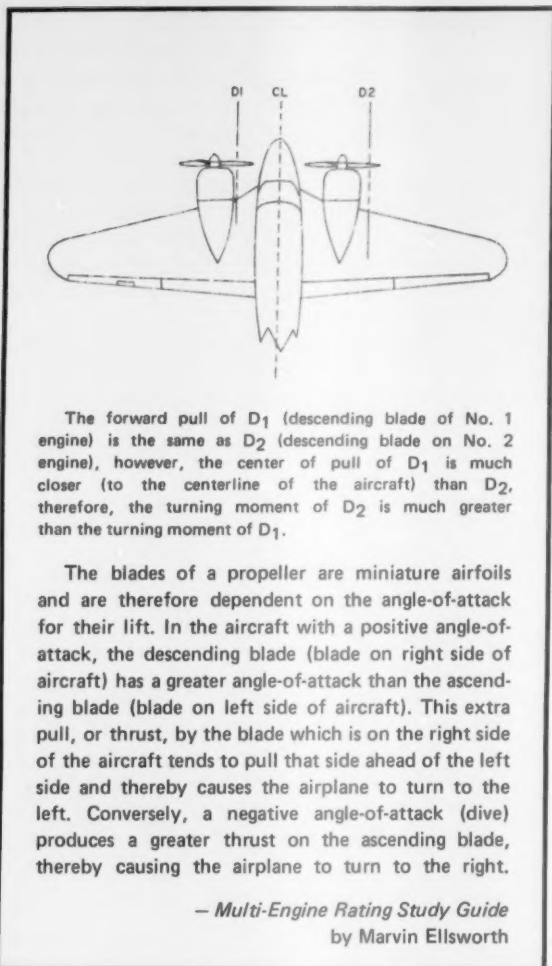 D1 CL D2
The forward pull of D1 (descending blade of No. 1
engine) is the same as D2 (descending blade on No. 2
engine), however, the center of pull of D1 is much
closer (to the centerline of the aircraft) than D2,
therefore, the turning moment of D2 is much greater
than the turning moment of D1.
The blades of a propeller are miniature airfoils
and are therefore dependent on the angle-of-attack
for their lift. In the aircraft with a positive angle-of-
attack, the descending blade (blade on right side of
aircraft) has a greater angle-of-attack than the ascend-
ing blade (blade on left side of aircraft). This extra
pull, or thrust, by the blade which is on the right side
of the aircraft tends to pull that side ahead of the left
side and thereby causes the airplane to turn to the
left. Conversely, a negative angle-of-attack (dive)
produces a greater thrust on the ascending blade,
thereby causing the airplane to turn to the right.
— Multi-Engine Rating Study Guide
by Marvin Ellsworth